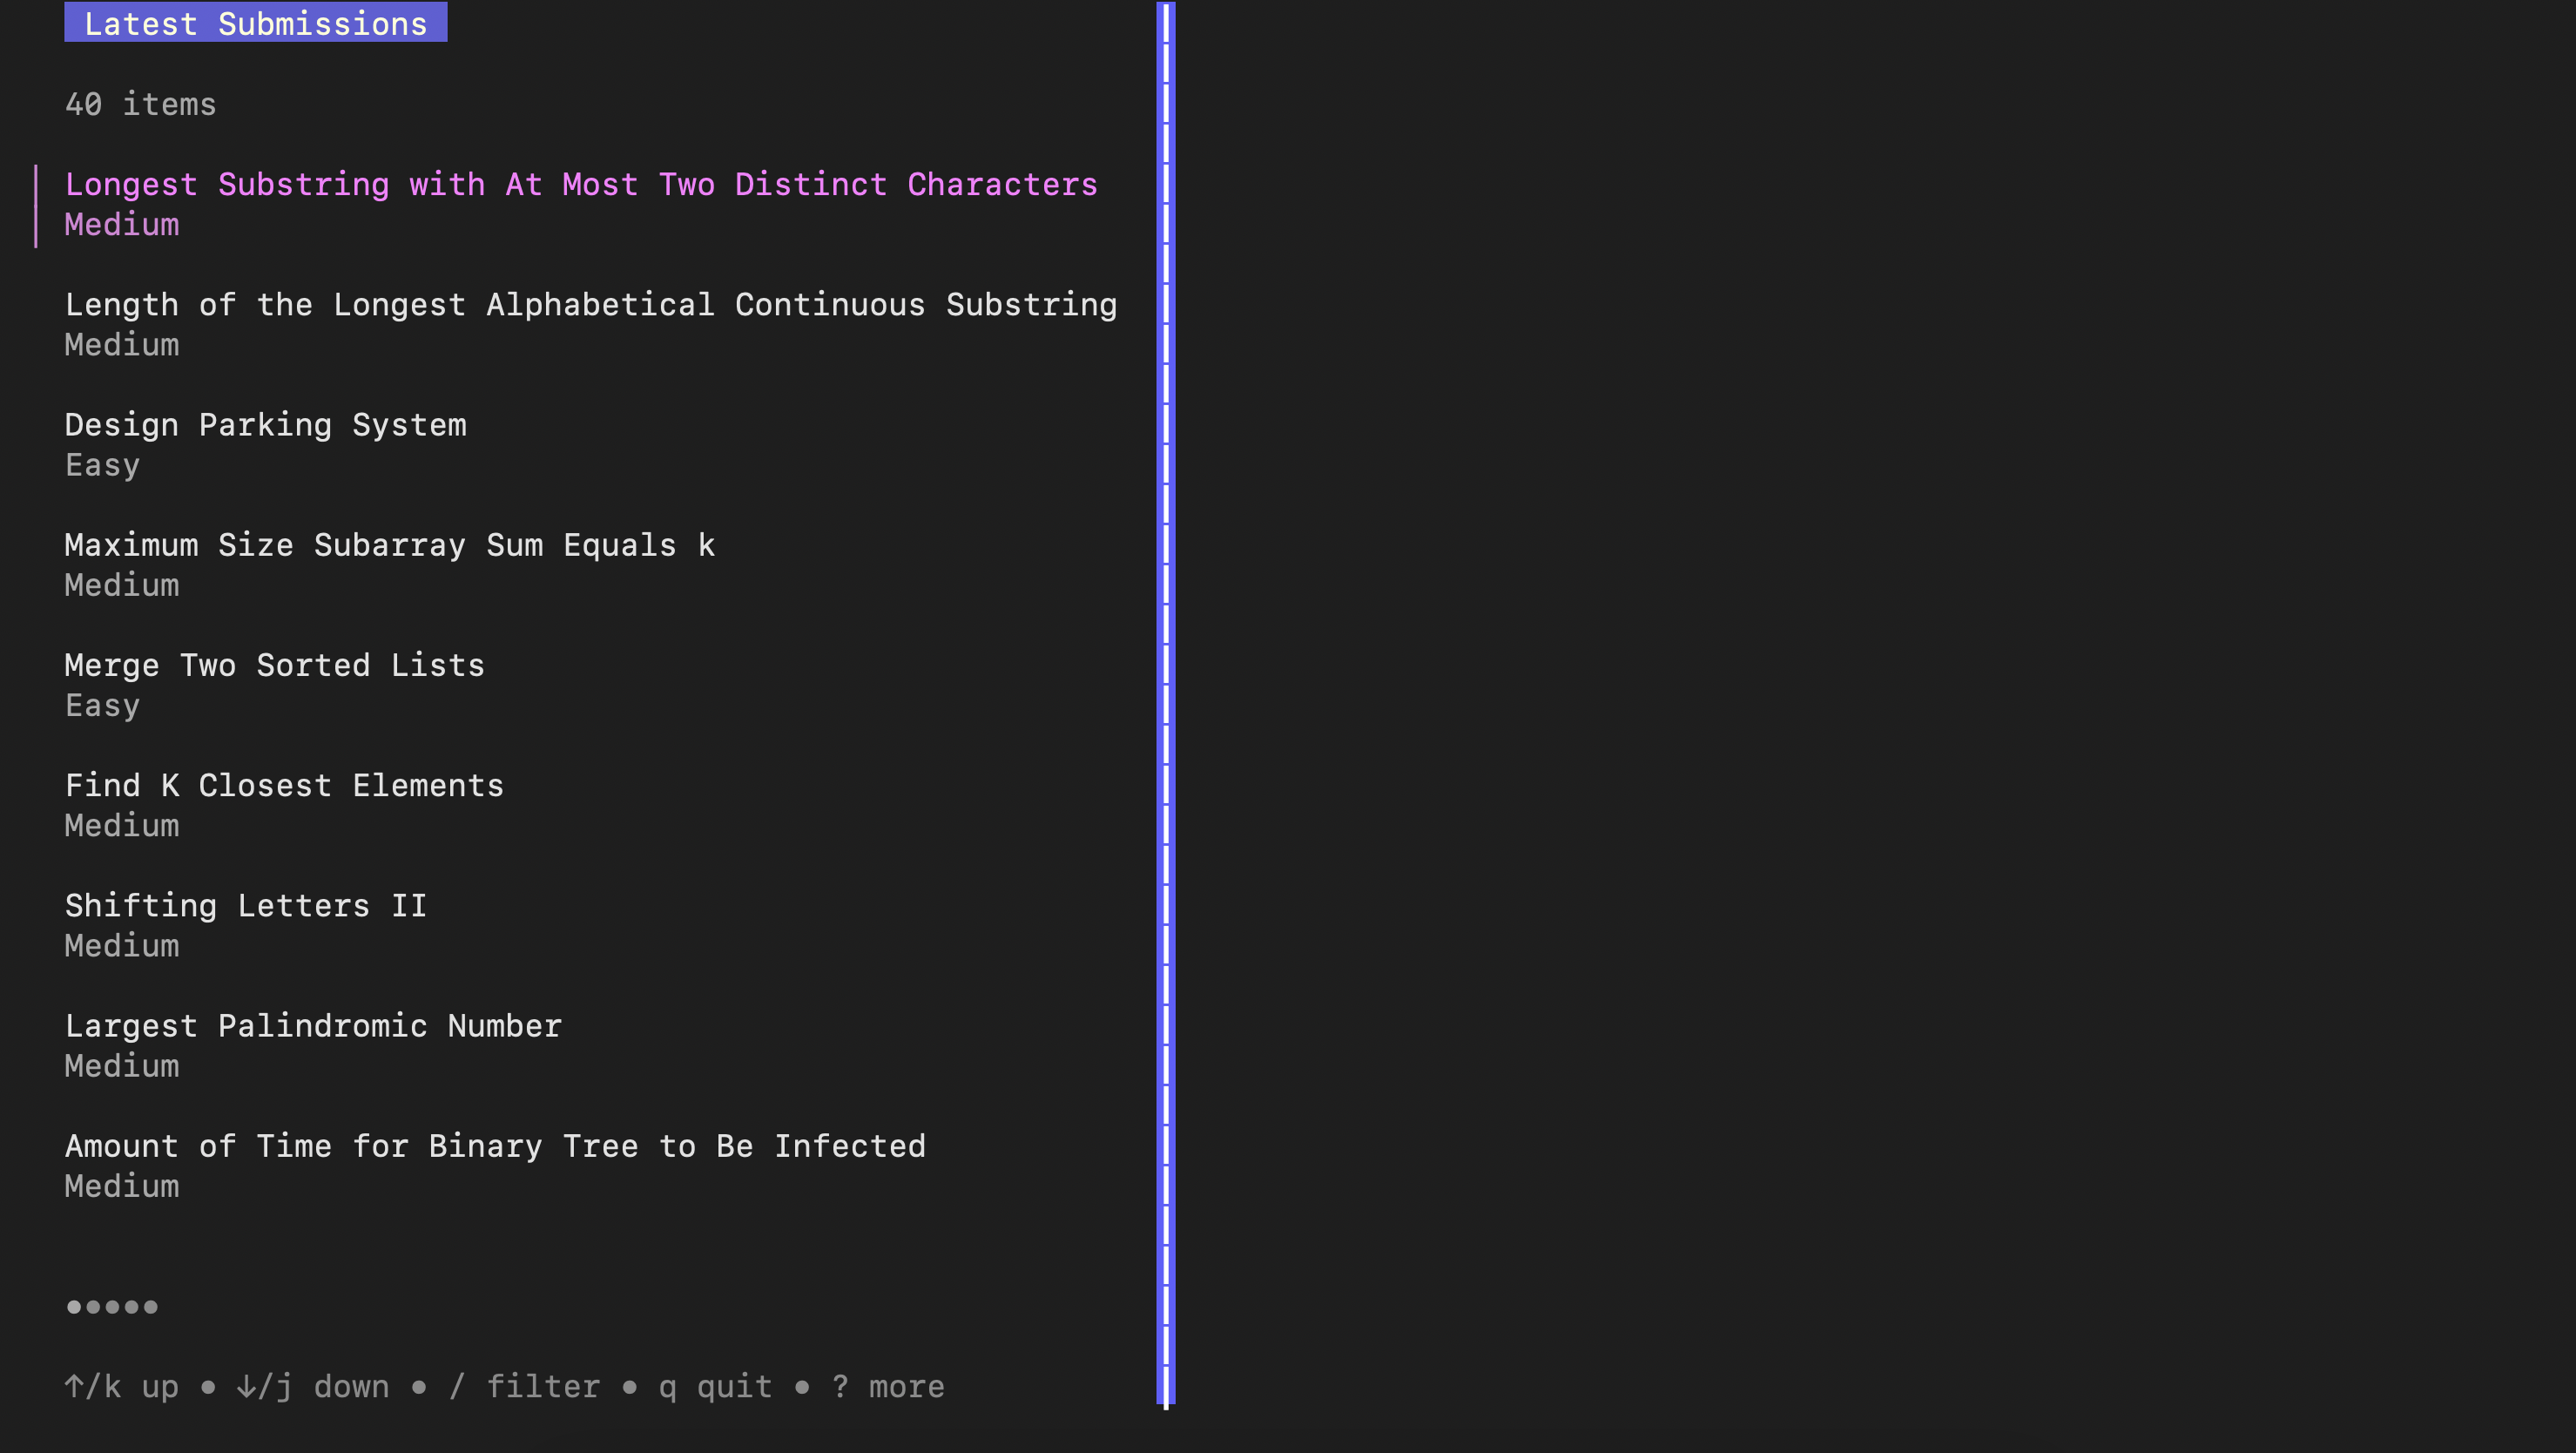 Latest Submissions
40 items
Longest Substring with At Most Two Distinct Characters
Medium
Length of the Longest Alphabetical Continuous Substring
Medium
Design Parking System
Easy
Maximum Size Subarray Sum Equals k
Medium
Merge Two Sorted Lists
Easy
Find K Closest Elements
Medium
Shifting Letters II
Medium
Largest Palindromic Number
Medium
Amount of Time for Binary Tree to Be Infected
Medium
•••••
↑/k up • ↓/j down • / filter • q quit • ? more